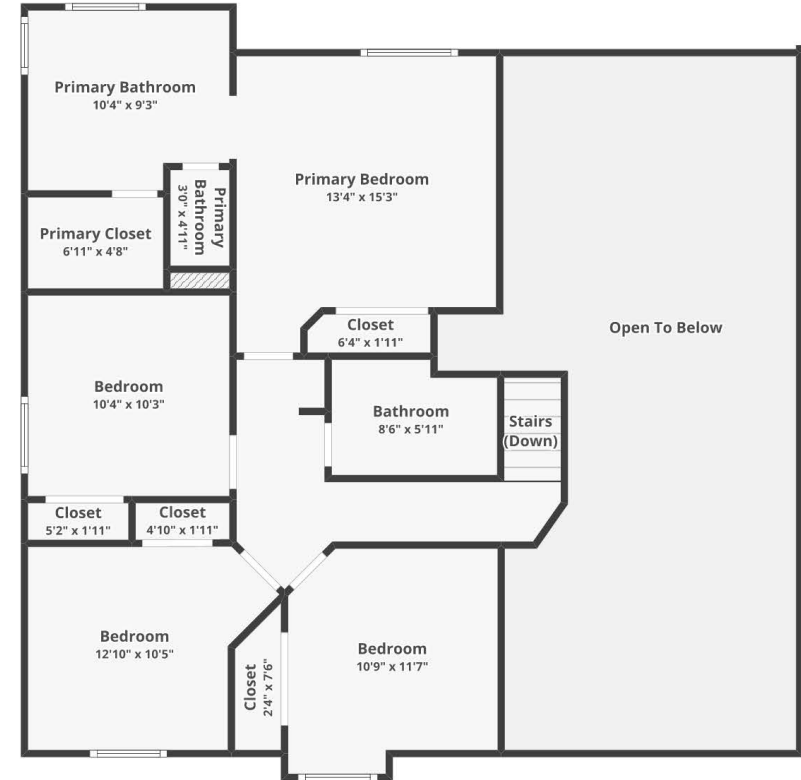 Primary Bathroom
10'4" x 9'3"
Primary Bedroom
13'4" x 15'3"
Primary
Bathroom
3'0" x 4'11"
Primary Closet
6'11" x 4'8"
Open To Below
Closet
6'4" x 1'11"
Bedroom
10'4" x 10'3"
Bathroom
8'6" x 5'11"
Stairs
(Down)
Closet
5'2" x 1'11"
Closet
4'10" x 1'11"
Bedroom
12'10" x 10'5"
Closet
2'4" x 7'6"
Bedroom
10'9" x 11'7"